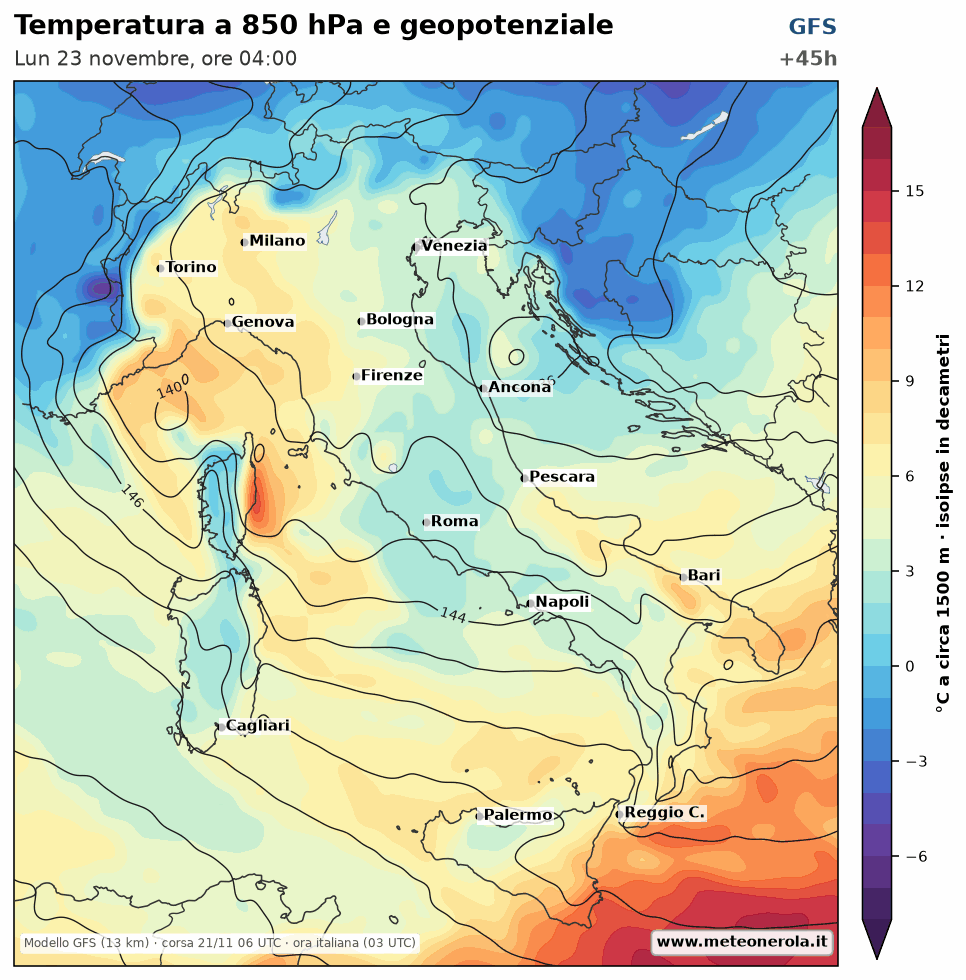 Temperatura a 850 hPa e geopotenziale
GFS
Lun 23 novembre, ore 04:00
+45h
Milano
Venezia
Torino
Genova
Bologna
Firenze
Ancona
140
146
Pescara
Roma
Bari
Napoli
144
Cagliari
Palermo
Reggio C.
15
12
9
6
3
0
−3
−6
°C a circa 1500 m · isoipse in decametri
Modello GFS (13 km) · corsa 21/11 06 UTC · ora italiana (03 UTC)
www.meteonerola.it